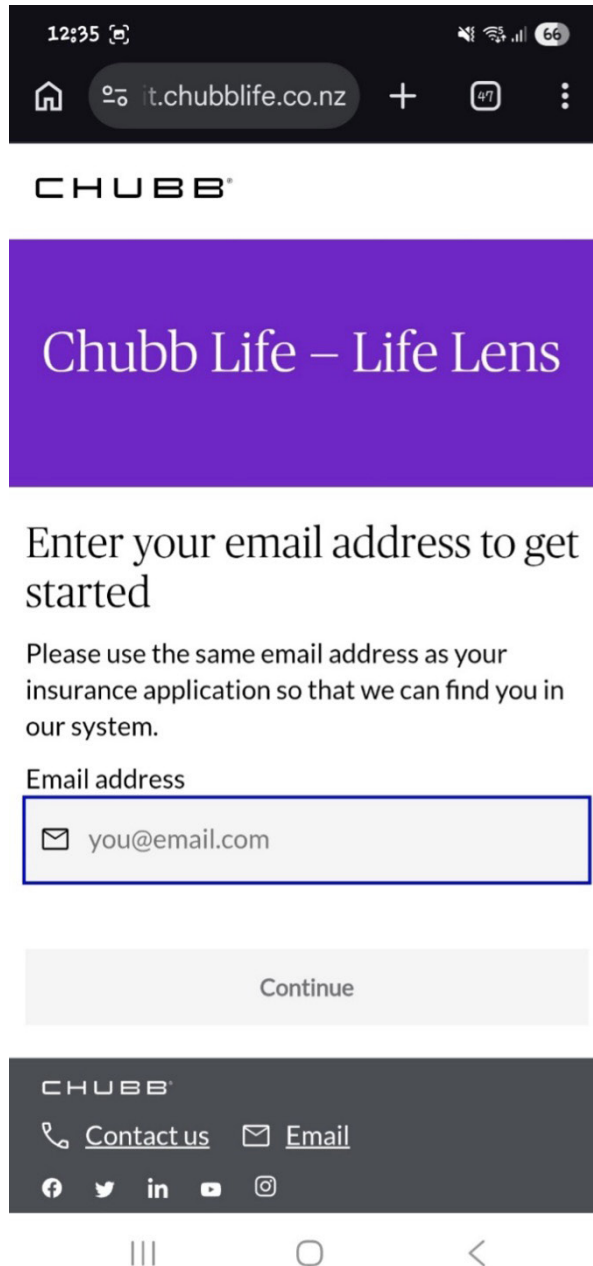 12:35
66
it.chubblife.co.nz
47
CHUBB®
Chubb Life – Life Lens
Enter your email address to get
started
Please use the same email address as your
insurance application so that we can find you in
our system.
Email address
you@email.com
Continue
CHUBB®
Contact us Email